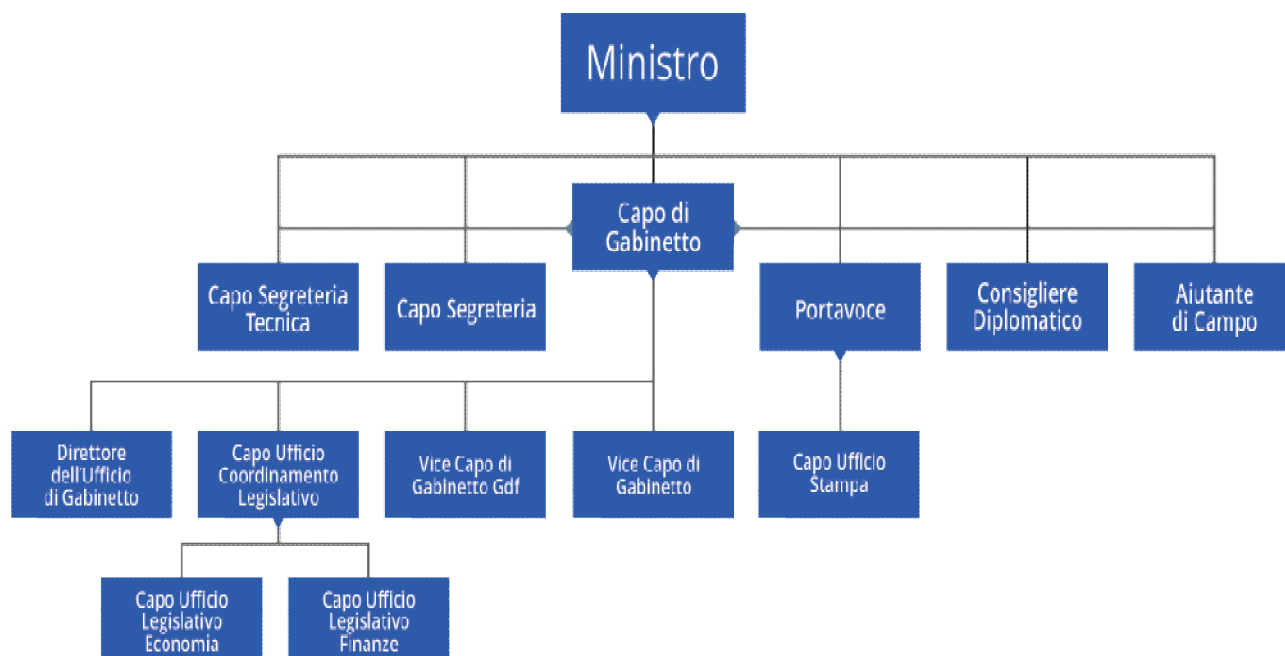 Ministro
Capo di
Gabinetto
Capo Segreteria
Tecnica
Capo Segreteria
Portavoce
Consigliere
Diplomatico
Aiutante
di Campo
Direttore
dell'Ufficio
di Gabinetto
Capo Ufficio
Coordinamento
Legislativo
Vice Capo di
Gabinetto Gdf
Vice Capo di
Gabinetto
Capo Ufficio
Stampa
Capo Ufficio
Legislativo
Economia
Capo Ufficio
Legislativo
Finanze